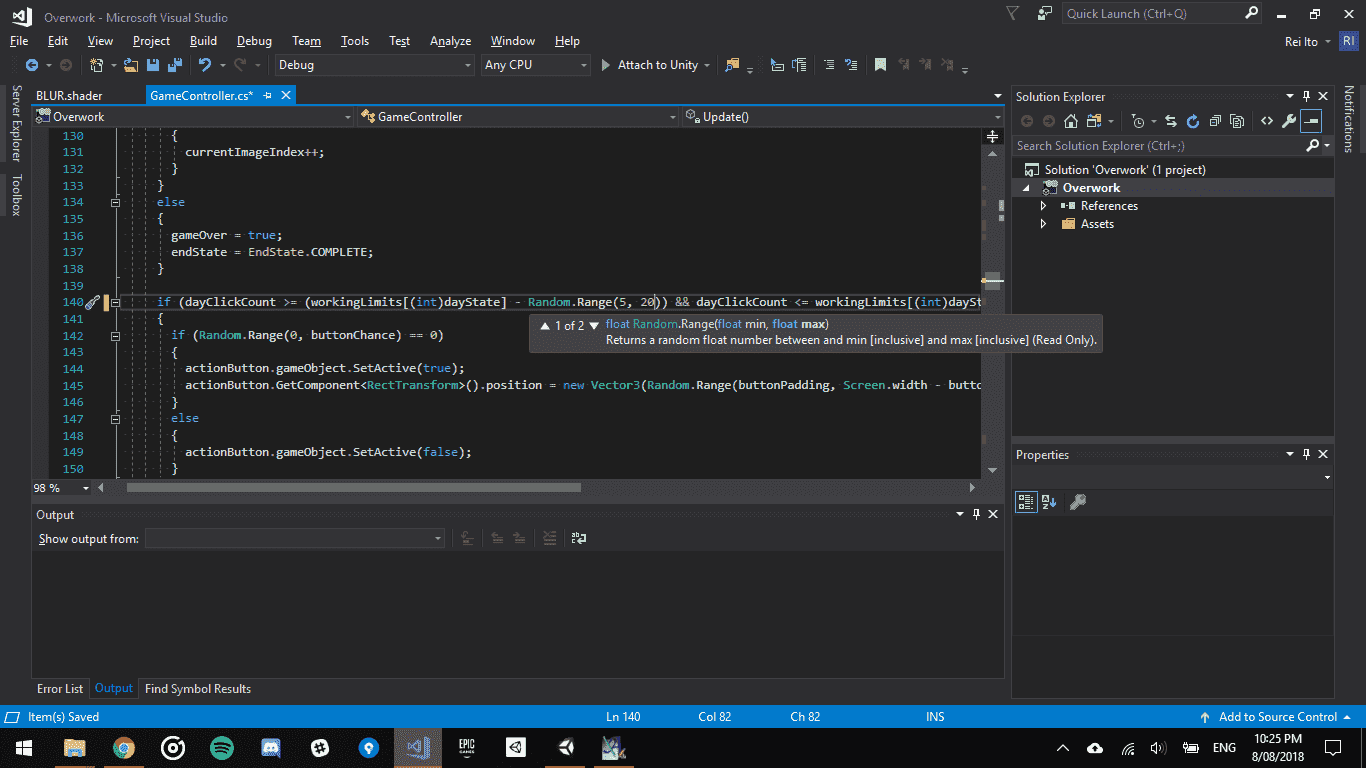 Overwork - Microsoft Visual Studio
Quick Launch (Ctrl+Q)
File Edit View Project Build Debug Team Tools Test Analyze Window Help
Rei Ito RI
Debug Any CPU Attach to Unity
Server Explorer
Toolbox
BLUR.shader GameController.cs*
Overwork GameController Update()
130 {
131 currentImageIndex++;
132 }
133 }
134 else
135 {
136 gameOver = true;
137 endState = EndState.COMPLETE;
138 }
139
140 if (dayClickCount >= (workingLimits[(int)dayState] - Random.Range(5, 20)) && dayClickCount <= workingLimits[(int)daySt
141 {
142 if (Random.Range(0, buttonChance) == 0)
143 {
144 actionButton.gameObject.SetActive(true);
145 actionButton.GetComponent<RectTransform>().position = new Vector3(Random.Range(buttonPadding, Screen.width - butto
146 }
147 else
148 {
149 actionButton.gameObject.SetActive(false);
150 }
▲ 1 of 2 ▼ float Random.Range(float min, float max)
Returns a random float number between and min [inclusive] and max [inclusive] (Read Only).
98 %
Output
Show output from:
Error List Output Find Symbol Results
Solution Explorer
Search Solution Explorer (Ctrl+;)
Solution 'Overwork' (1 project)
Overwork
References
Assets
Properties
Notifications
Item(s) Saved Ln 140 Col 82 Ch 82 INS Add to Source Control
EPIC GAMES
ENG
10:25 PM
8/08/2018